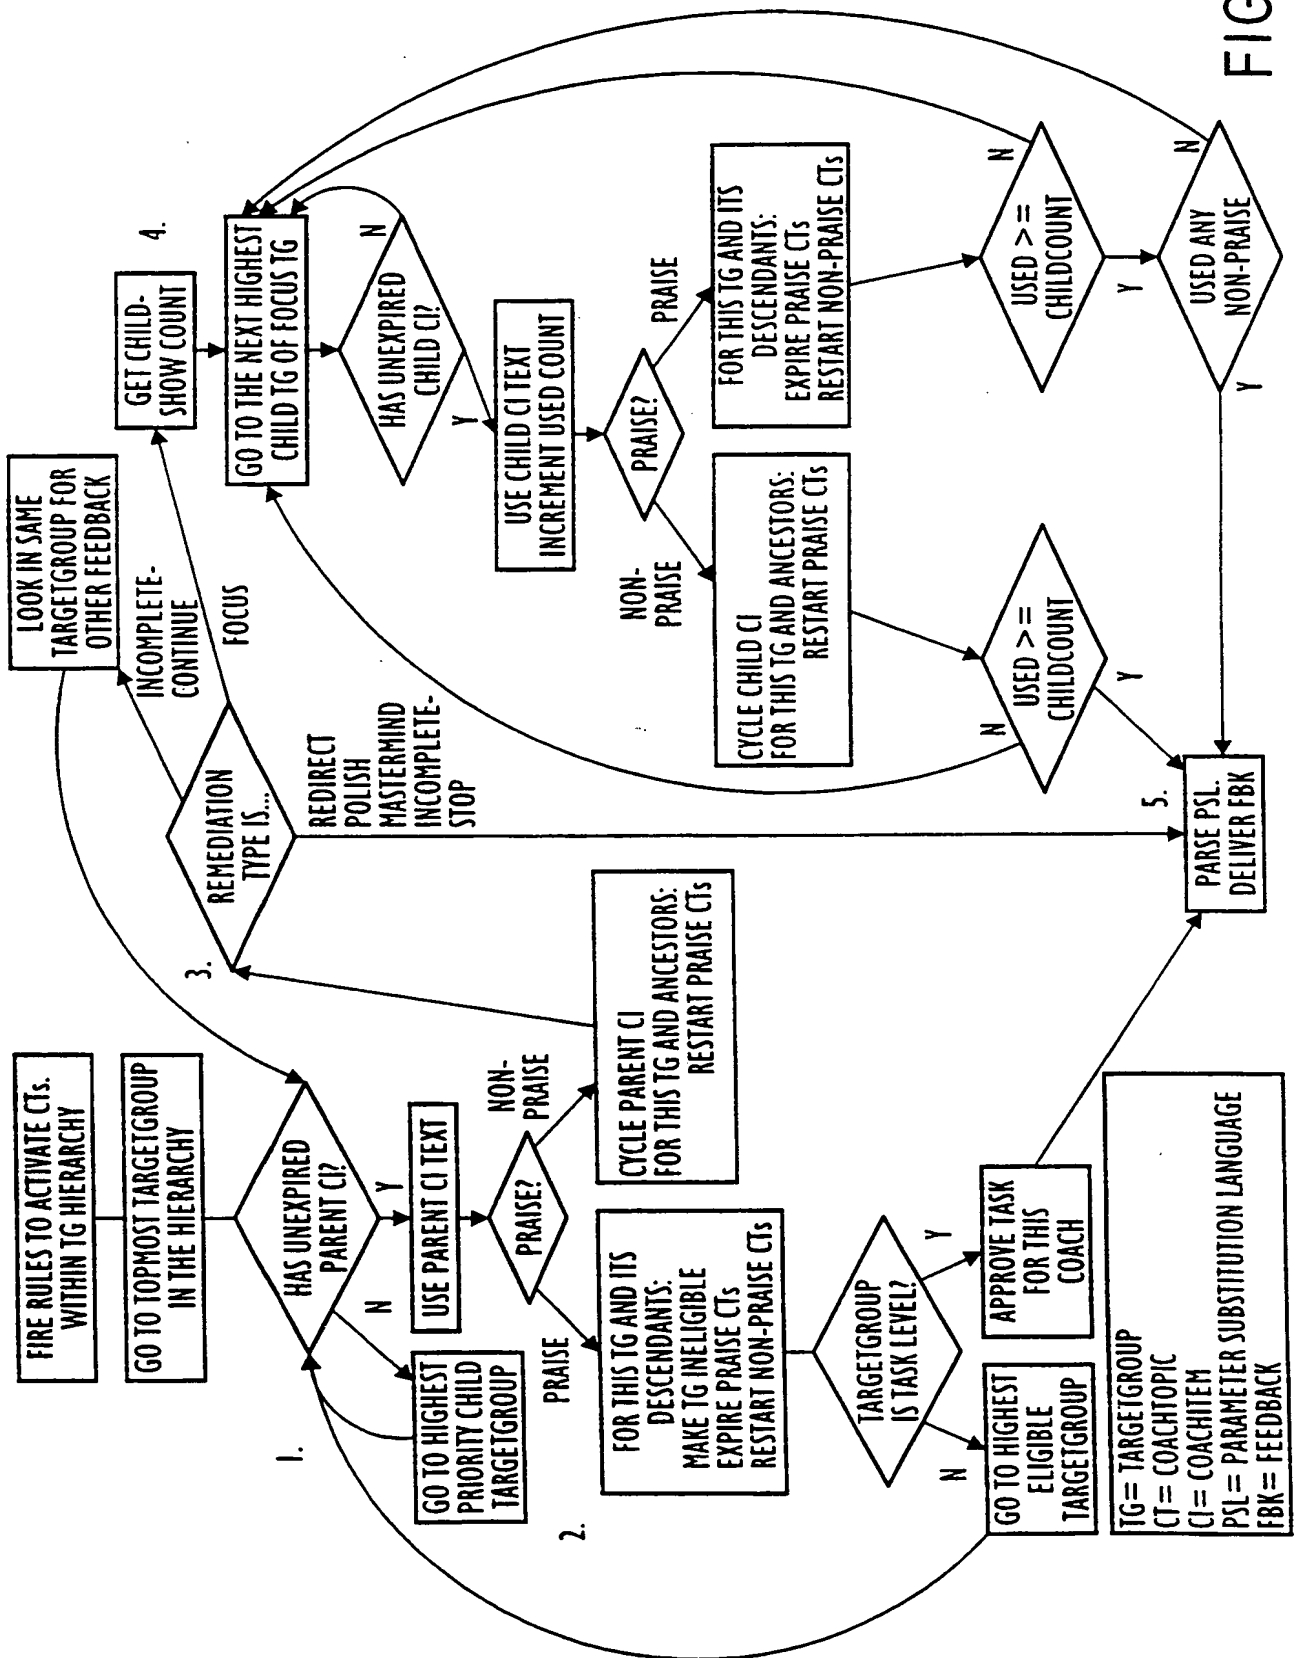 FIRE RULES TO ACTIVATE CTs.
WITHIN TG HIERARCHY
GO TO TOPMOST TARGETGROUP
IN THE HIERARCHY
1.
HAS UNEXPIRED
PARENT CI?
N
Y
GO TO HIGHEST
PRIORITY CHILD
TARGETGROUP
USE PARENT CI TEXT
2.
PRAISE?
PRAISE
NON-
PRAISE
FOR THIS TG AND ITS
DESCENDANTS:
MAKE TG INELIGIBLE
EXPIRE PRAISE CTs
RESTART NON-PRAISE CTs
CYCLE PARENT CI
FOR THIS TG AND ANCESTORS:
RESTART PRAISE CTs
TARGETGROUP
IS TASK LEVEL?
N
Y
GO TO HIGHEST
ELIGIBLE
TARGETGROUP
APPROVE TASK
FOR THIS
COACH
TG= TARGETGROUP
CT= COACHTOPIC
CI= COACHITEM
PSL= PARAMETER SUBSTITUTION LANGUAGE
FBK= FEEDBACK
3.
REMEDIATION
TYPE IS...
INCOMPLETE-
CONTINUE
FOCUS
REDIRECT
POLISH
MASTERMIND
INCOMPLETE-
STOP
LOOK IN SAME
TARGETGROUP FOR
OTHER FEEDBACK
4.
GET CHILD-
SHOW COUNT
GO TO THE NEXT HIGHEST
CHILD TG OF FOCUS TG
HAS UNEXPIRED
CHILD CI?
N
Y
USE CHILD CI TEXT
INCREMENT USED COUNT
PRAISE?
NON-
PRAISE
PRAISE
CYCLE CHILD CI
FOR THIS TG AND ANCESTORS:
RESTART PRAISE CTs
FOR THIS TG AND ITS
DESCENDANTS:
EXPIRE PRAISE CTs
RESTART NON-PRAISE CTs
USED >=
CHILDCOUNT
N
Y
USED >=
CHILDCOUNT
N
Y
USED ANY
NON-PRAISE
N
Y
5.
PARSE PSL.
DELIVER FBK
FIG